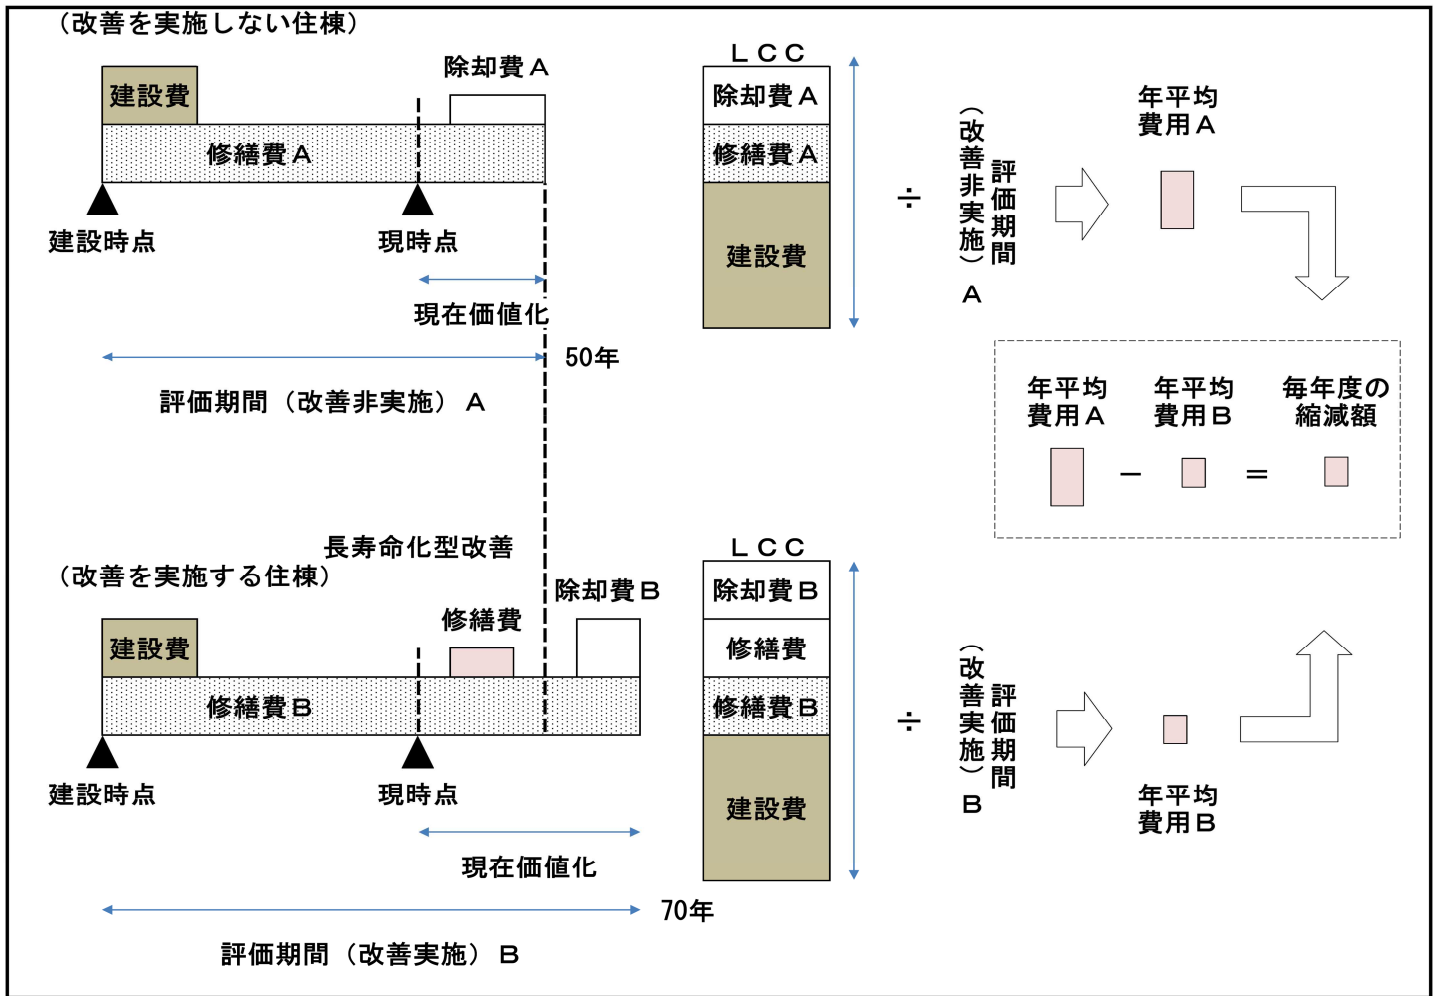 （改善を実施しない住棟）
建設費
除却費Ａ
修繕費Ａ
建設時点
現時点
現在価値化
50年
評価期間（改善非実施）Ａ
ＬＣＣ
除却費Ａ
修繕費Ａ
建設費
÷
評価期間
（改善非実施）Ａ
年平均
費用Ａ
年平均
費用Ａ
－
年平均
費用Ｂ
＝
毎年度の
縮減額
長寿命化型改善
（改善を実施する住棟）
建設費
修繕費
除却費Ｂ
修繕費Ｂ
建設時点
現時点
現在価値化
70年
評価期間（改善実施）Ｂ
ＬＣＣ
除却費Ｂ
修繕費
修繕費Ｂ
建設費
÷
評価期間
（改善実施）Ｂ
年平均
費用Ｂ